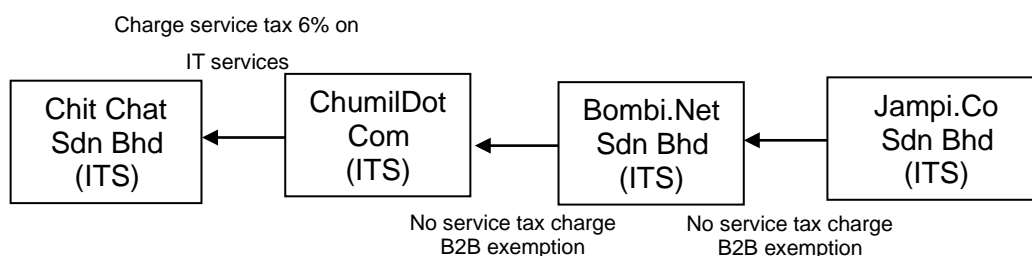 Charge service tax 6% on
IT services
Chit Chat
Sdn Bhd
(ITS)
ChumilDot
Com
(ITS)
Bombi.Net
Sdn Bhd
(ITS)
Jampi.Co
Sdn Bhd
(ITS)
No service tax charge
B2B exemption
No service tax charge
B2B exemption